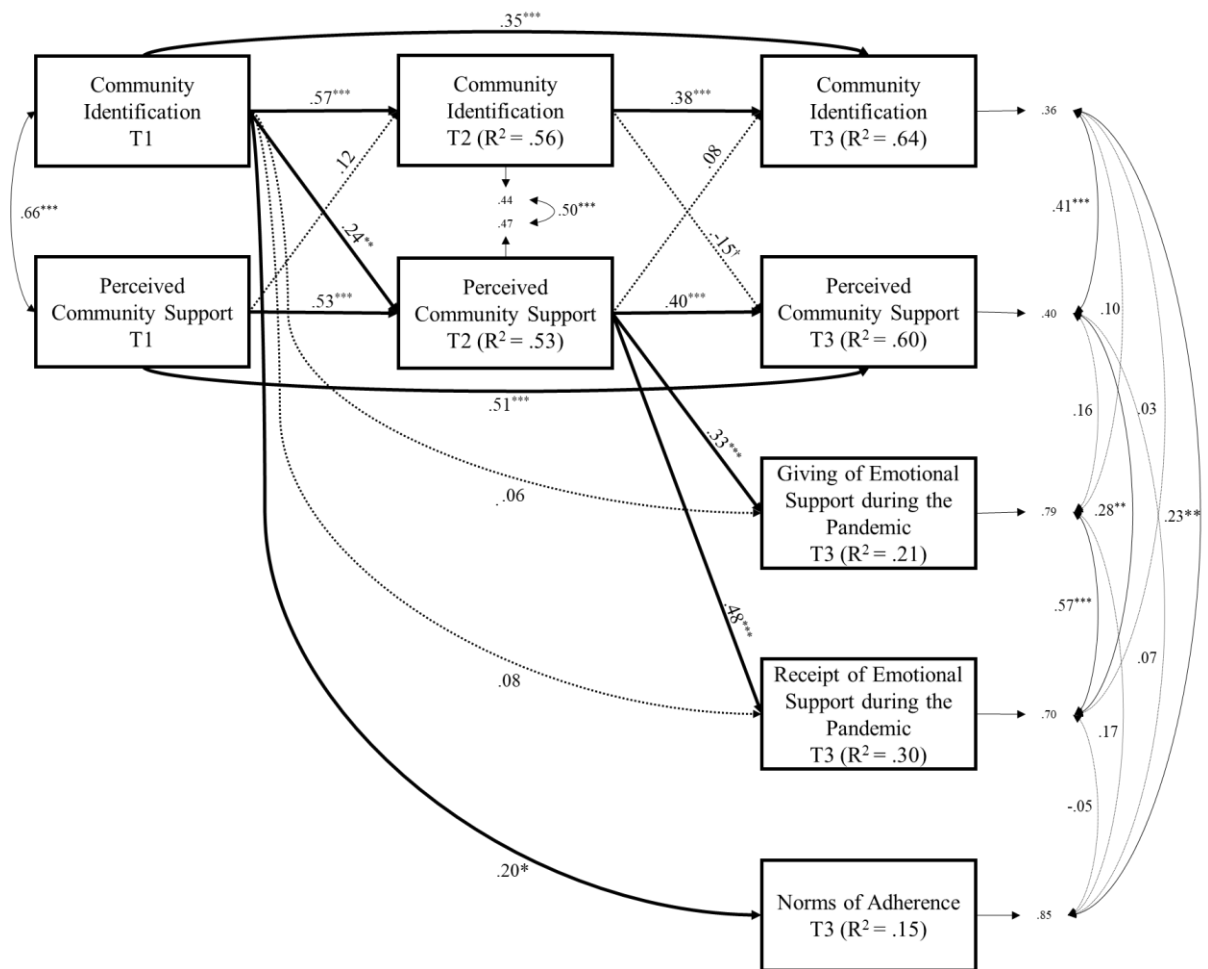 .35***
Community
Identification
T1
.57***
Community
Identification
T2 (R² = .56)
.38***
Community
Identification
T3 (R² = .64)
.36
.12
.08
.66***
.24**
.44
.47
.50***
-.15†
.41***
.10
Perceived
Community Support
T1
.53***
Perceived
Community Support
T2 (R² = .53)
.40***
Perceived
Community Support
T3 (R² = .60)
.40
.51***
.16
.03
.33***
.06
Giving of Emotional
Support during the
Pandemic
T3 (R² = .21)
.79
.28**
.23**
.48***
.57***
.08
Receipt of Emotional
Support during the
Pandemic
T3 (R² = .30)
.70
.07
.17
-.05
.20*
Norms of Adherence
T3 (R² = .15)
.85